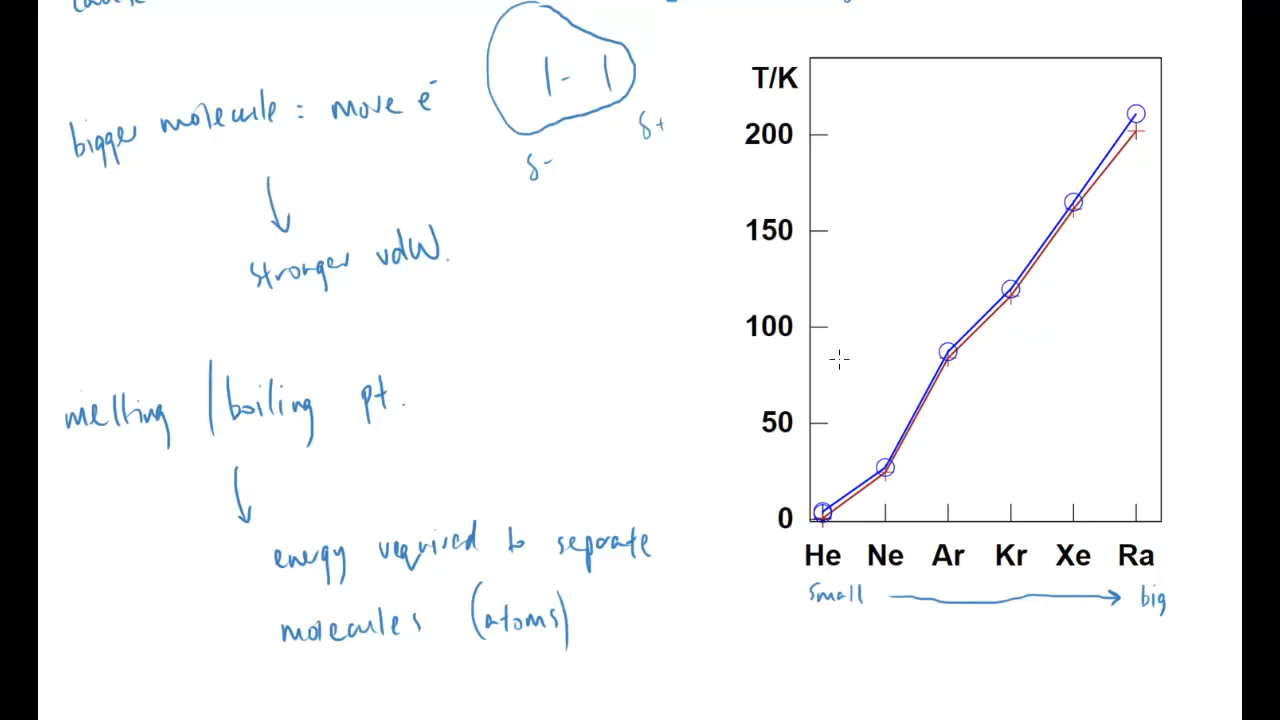 bigger molecule : more e⁻
I - I
δ+
δ-
stronger vdW.
melting / boiling pt.
energy required to separate
molecules (atoms)
T/K
200
150
100
50
0
He Ne Ar Kr Xe Ra
small → big